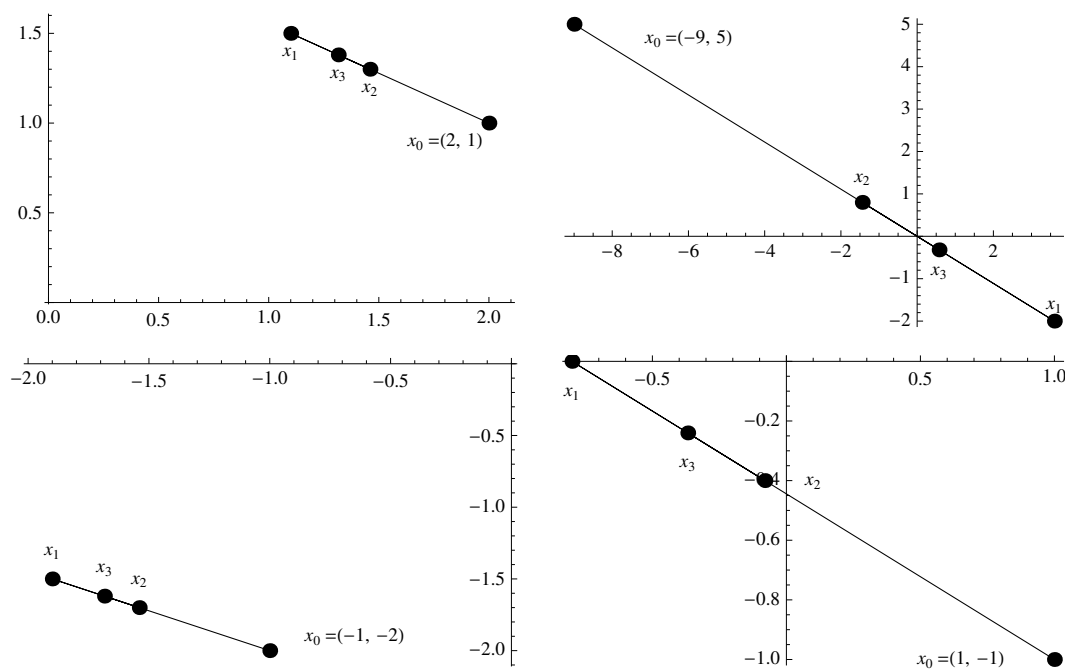 1.5
1.0
0.5
0.0 0.5 1.0 1.5 2.0
x1
x3
x2
x0 =(2, 1)
x0 =(−9, 5)
5
4
3
2
1
−1
−2
−8 −6 −4 −2 2
x2
x3
x1
−2.0 −1.5 −1.0 −0.5
−0.5
−1.0
−1.5
−2.0
x1
x3
x2
x0 =(−1, −2)
−0.5 0.5 1.0
−0.2
−0.4
−0.6
−0.8
−1.0
x1
x3
x2
x0 =(1, −1)